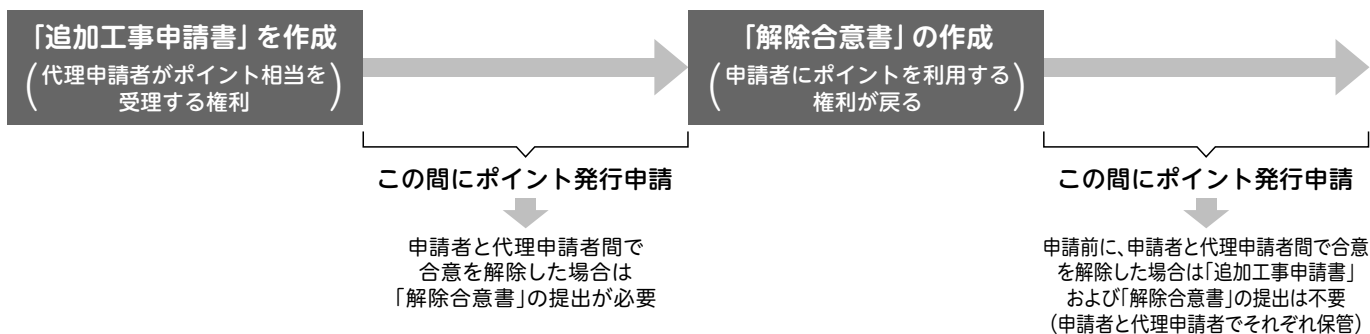 「追加工事申請書」を作成
(代理申請者がポイント相当を
受理する権利)
「解除合意書」の作成
(申請者にポイントを利用する
権利が戻る)
この間にポイント発行申請
申請者と代理申請者間で
合意を解除した場合は
「解除合意書」の提出が必要
この間にポイント発行申請
申請前に、申請者と代理申請者間で合意
を解除した場合は「追加工事申請書」
および「解除合意書」の提出は不要
(申請者と代理申請者でそれぞれ保管)